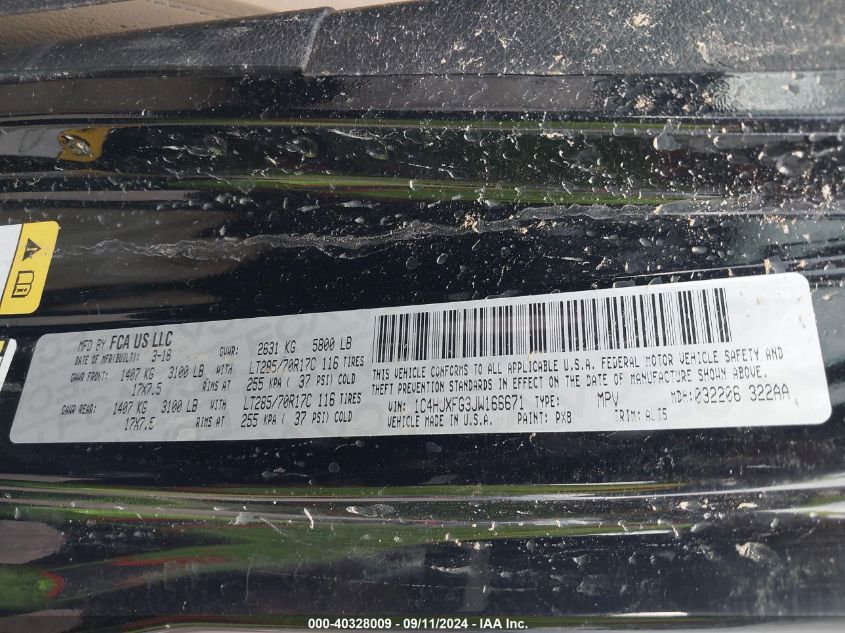 MFD BY FCA US LLC
DATE OF MFR(BUILT): 3-18 GVWR: 2631 KG 5800 LB
GAWR FRONT: 1407 KG 3100 LB WITH LT285/70R17C 116 TIRES
17X7.5 RIMS AT 255 KPA ( 37 PSI) COLD
GAWR REAR: 1407 KG 3100 LB WITH LT285/70R17C 116 TIRES
17X7.5 RIMS AT 255 KPA ( 37 PSI) COLD
THIS VEHICLE CONFORMS TO ALL APPLICABLE U.S.A. FEDERAL MOTOR VEHICLE SAFETY AND
THEFT PREVENTION STANDARDS IN EFFECT ON THE DATE OF MANUFACTURE SHOWN ABOVE.
VIN: 1C4HJXFG3JW166671 TYPE: MPV MDH: 032206 322AA
VEHICLE MADE IN U.S.A. PAINT: PX8 TRIM: ALT5
000-40328009 - 09/11/2024 - IAA Inc.